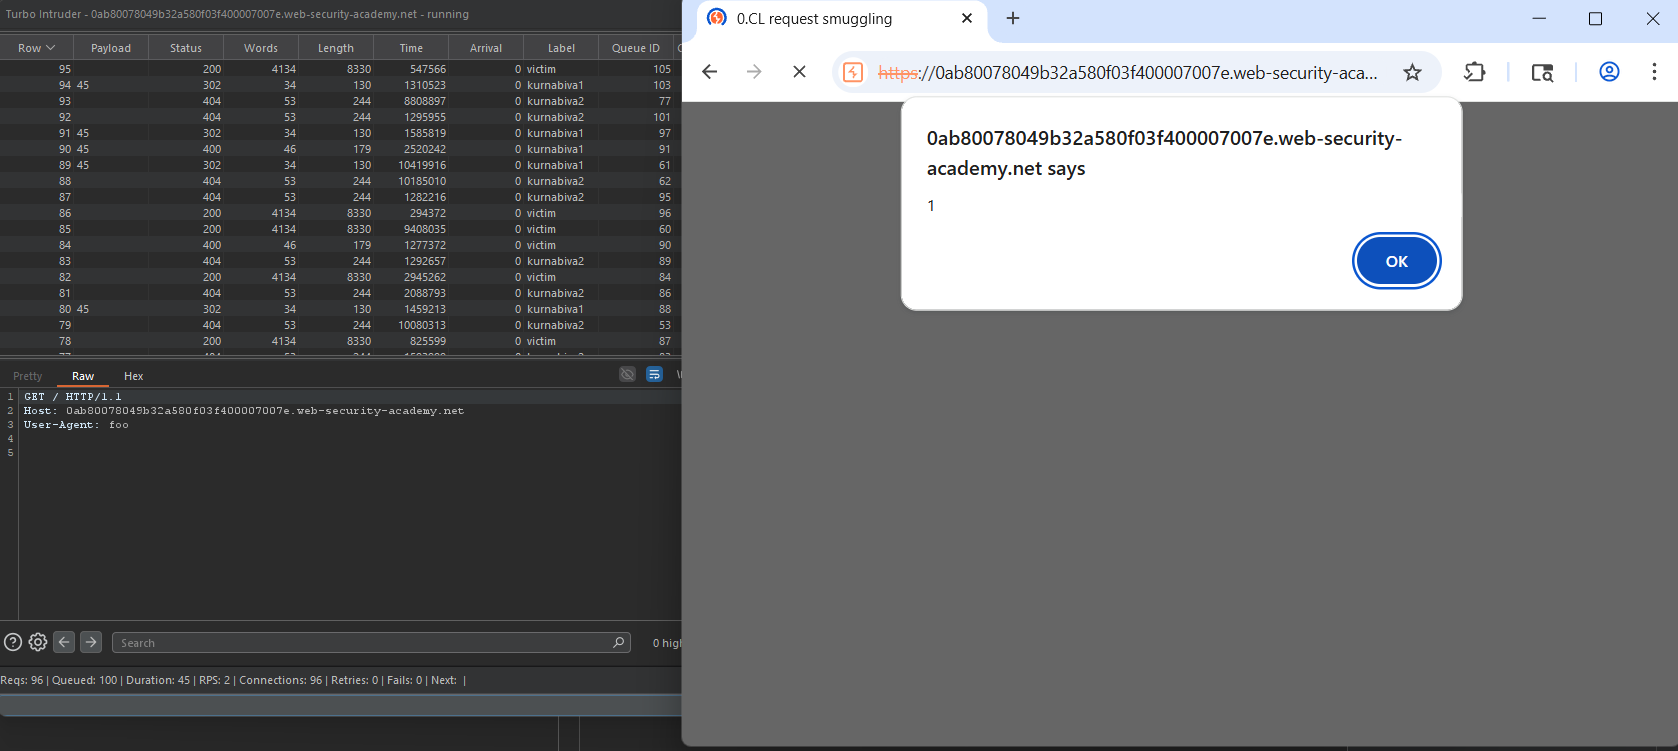 Turbo Intruder - 0ab80078049b32a580f03f400007007e.web-security-academy.net - running
Row Payload Status Words Length Time Arrival Label Queue ID
95 200 4134 8330 547566 0 victim 105
94 45 302 34 130 1310523 0 kurnabiva1 103
93 404 53 244 8808897 0 kurnabiva2 77
92 404 53 244 1295955 0 kurnabiva2 101
91 45 302 34 130 1585819 0 kurnabiva1 97
90 45 400 46 179 2520242 0 kurnabiva1 91
89 45 302 34 130 10419916 0 kurnabiva1 61
88 404 53 244 10185010 0 kurnabiva2 62
87 404 53 244 1282216 0 kurnabiva2 95
86 200 4134 8330 294372 0 victim 96
85 200 4134 8330 9408035 0 victim 60
84 400 46 179 1277372 0 victim 90
83 404 53 244 1292657 0 kurnabiva2 89
82 200 4134 8330 2945262 0 victim 84
81 404 53 244 2088793 0 kurnabiva2 86
80 45 302 34 130 1459213 0 kurnabiva1 88
79 404 53 244 10080313 0 kurnabiva2 53
78 200 4134 8330 825599 0 victim 87
Pretty Raw Hex
1 GET / HTTP/1.1
2 Host: 0ab80078049b32a580f03f400007007e.web-security-academy.net
3 User-Agent: foo
4
5
Search
0 high
Reqs: 96 | Queued: 100 | Duration: 45 | RPS: 2 | Connections: 96 | Retries: 0 | Fails: 0 | Next: |
0.CL request smuggling
https://0ab80078049b32a580f03f400007007e.web-security-aca...
0ab80078049b32a580f03f400007007e.web-security-
academy.net says
1
OK